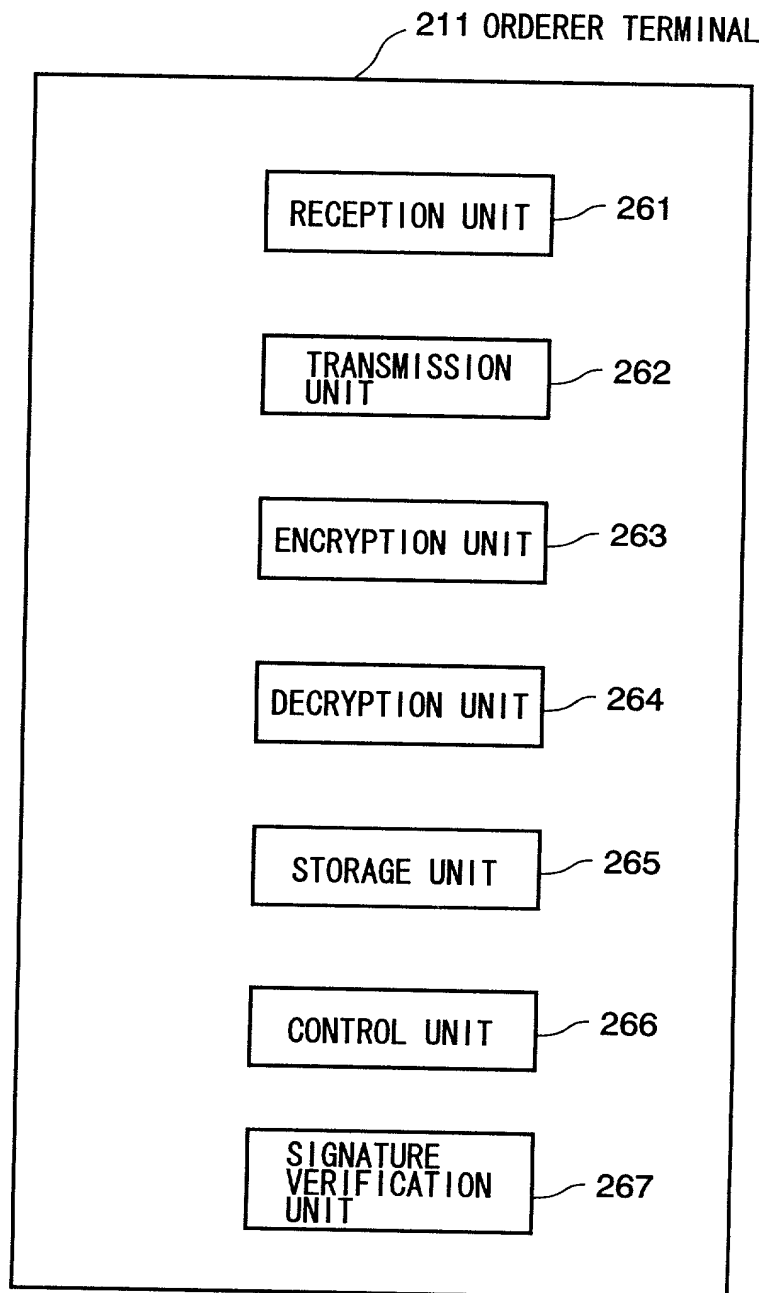 211 ORDERER TERMINAL
RECEPTION UNIT 261
TRANSMISSION
UNIT 262
ENCRYPTION UNIT 263
DECRYPTION UNIT 264
STORAGE UNIT 265
CONTROL UNIT 266
SIGNATURE
VERIFICATION
UNIT 267